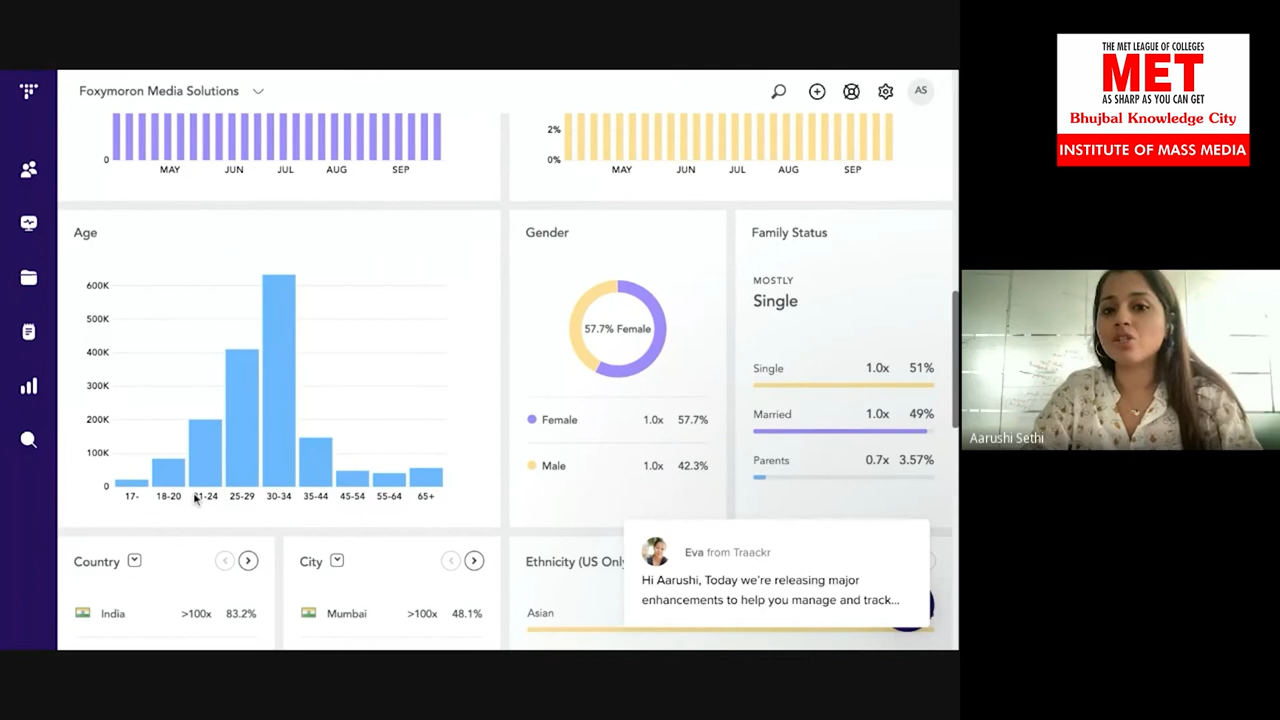 Foxymoron Media Solutions
AS
0
MAY JUN JUL AUG SEP
2%
0%
MAY JUN JUL AUG SEP
Age
600K
500K
400K
300K
200K
100K
0
17- 18-20 21-24 25-29 30-34 35-44 45-54 55-64 65+
Gender
57.7% Female
Female 1.0x 57.7%
Male 1.0x 42.3%
Family Status
MOSTLY
Single
Single 1.0x 51%
Married 1.0x 49%
Parents 0.7x 3.57%
Country
India >100x 83.2%
City
Mumbai >100x 48.1%
Ethnicity (US Onl
Asian
Eva from Traackr
Hi Aarushi, Today we're releasing major
enhancements to help you manage and track...
THE MET LEAGUE OF COLLEGES
MET
AS SHARP AS YOU CAN GET
Bhujbal Knowledge City
INSTITUTE OF MASS MEDIA
Aarushi Sethi